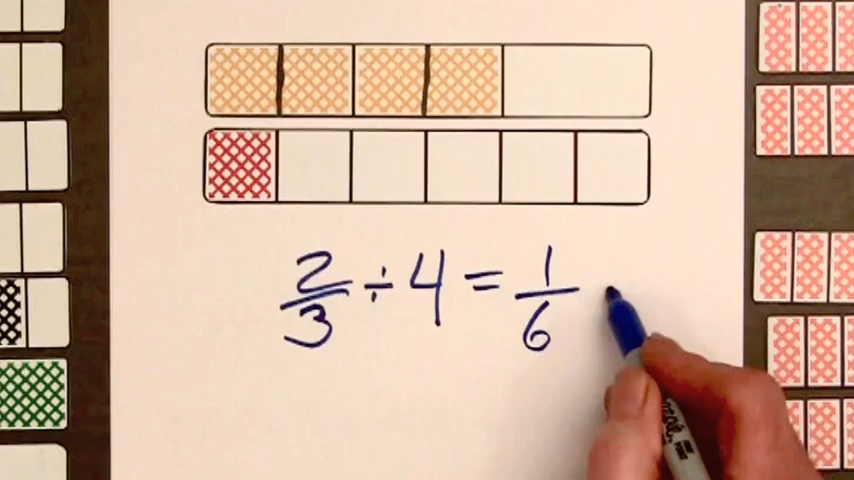 2/3 ÷ 4 = 1/6